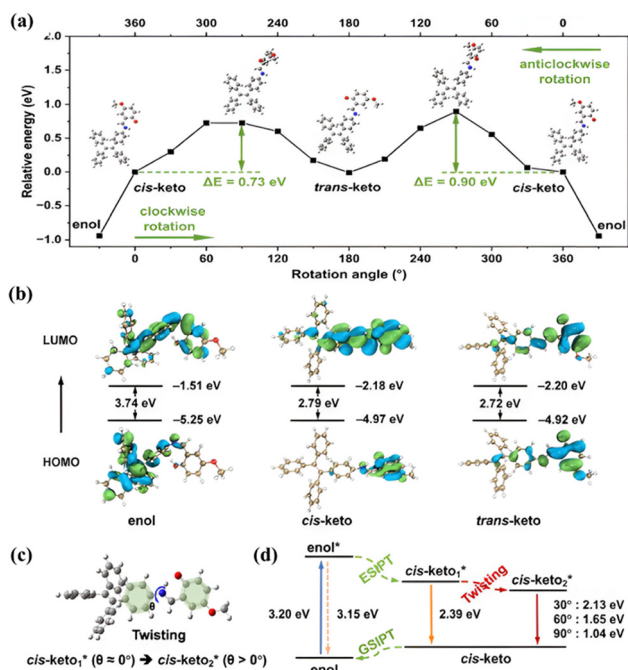 (a)
360 300 240 180 120 60 0
2.0
1.5
1.0
0.5
0.0
−0.5
−1.0
Relative energy (eV)
anticlockwise
rotation
cis-keto
ΔE = 0.73 eV
trans-keto
ΔE = 0.90 eV
cis-keto
enol
clockwise
rotation
enol
0 60 120 180 240 300 360
Rotation angle (°)
(b)
LUMO
−1.51 eV −2.18 eV −2.20 eV
3.74 eV 2.79 eV 2.72 eV
−5.25 eV −4.97 eV −4.92 eV
HOMO
enol cis-keto trans-keto
(c)
θ
Twisting
cis-keto₁* (θ ≈ 0°) ➔ cis-keto₂* (θ > 0°)
(d)
enol*
ESIPT
cis-keto₁*
Twisting
cis-keto₂*
3.20 eV 3.15 eV 2.39 eV
30° : 2.13 eV
60° : 1.65 eV
90° : 1.04 eV
GSIPT
cis-keto
enol